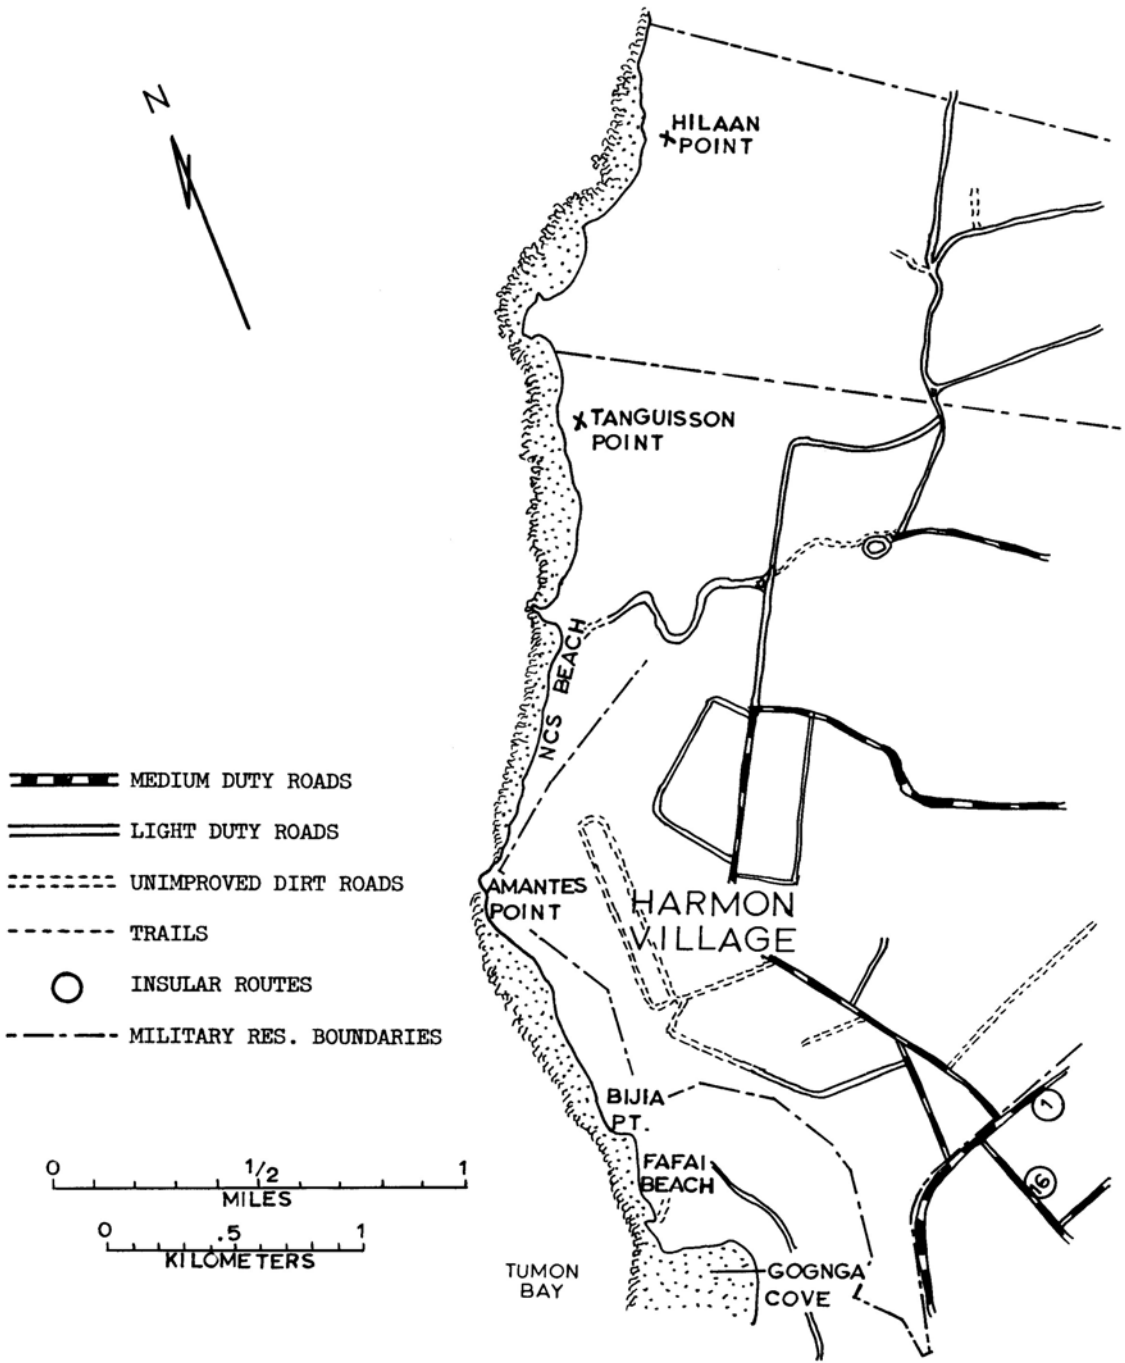 N
HILAAN
POINT
TANGUISSON
POINT
NCS BEACH
MEDIUM DUTY ROADS
LIGHT DUTY ROADS
UNIMPROVED DIRT ROADS
TRAILS
INSULAR ROUTES
MILITARY RES. BOUNDARIES
AMANTES
POINT
HARMON
VILLAGE
BIJIA
PT.
1
16
FAFAI
BEACH
0 1/2 1
MILES
0 .5 1
KILOMETERS
TUMON
BAY
GOGNGA
COVE